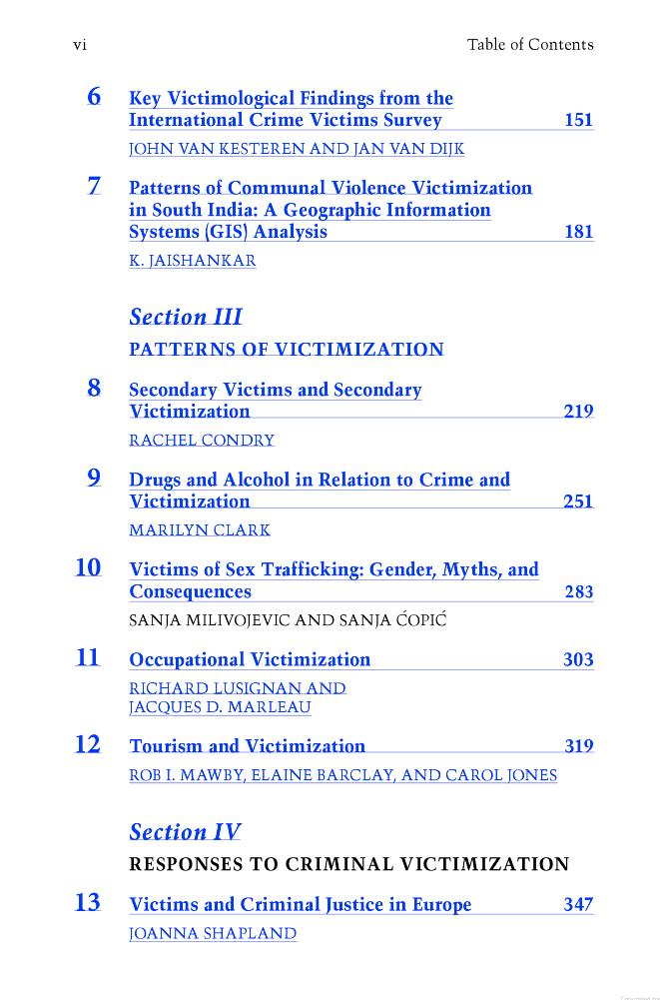 vi Table of Contents
6 Key Victimological Findings from the
International Crime Victims Survey 151
JOHN VAN KESTEREN AND JAN VAN DIJK
7 Patterns of Communal Violence Victimization
in South India: A Geographic Information
Systems (GIS) Analysis 181
K. JAISHANKAR
Section III
PATTERNS OF VICTIMIZATION
8 Secondary Victims and Secondary
Victimization 219
RACHEL CONDRY
9 Drugs and Alcohol in Relation to Crime and
Victimization 251
MARILYN CLARK
10 Victims of Sex Trafficking: Gender, Myths, and
Consequences 283
SANJA MILIVOJEVIC AND SANJA ĆOPIĆ
11 Occupational Victimization 303
RICHARD LUSIGNAN AND
JACQUES D. MARLEAU
12 Tourism and Victimization 319
ROB I. MAWBY, ELAINE BARCLAY, AND CAROL JONES
Section IV
RESPONSES TO CRIMINAL VICTIMIZATION
13 Victims and Criminal Justice in Europe 347
JOANNA SHAPLAND